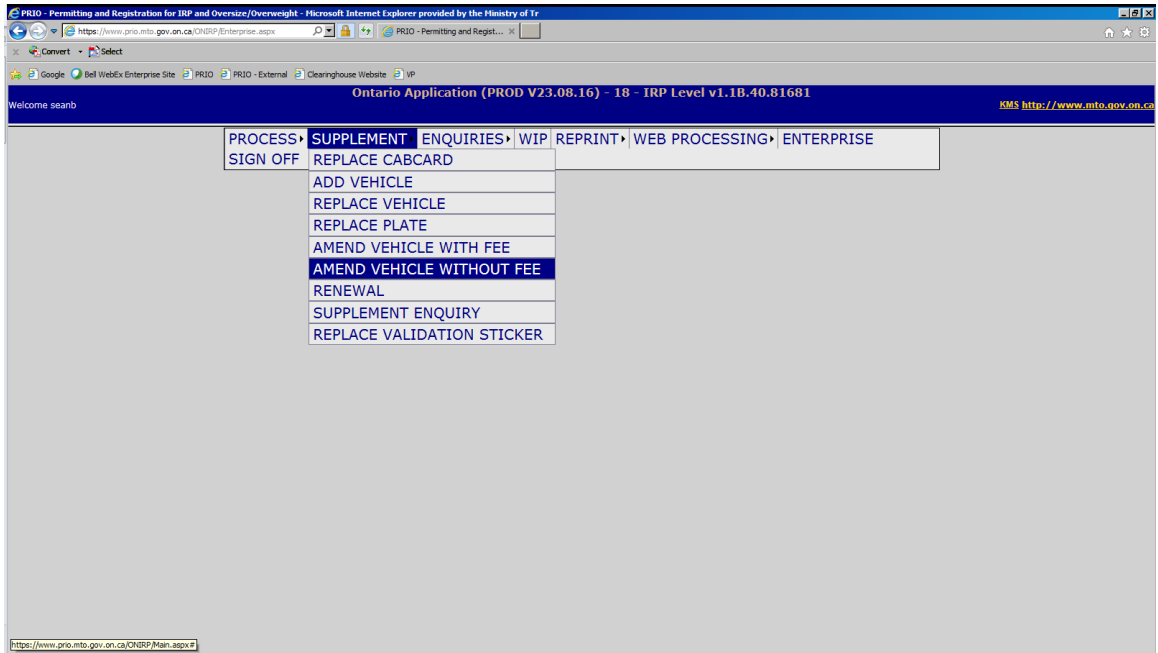 PRIO - Permitting and Registration for IRP and Oversize/Overweight - Microsoft Internet Explorer provided by the Ministry of Tr
https://www.prio.mto.gov.on.ca/ONIRP/Enterprise.aspx
PRIO - Permitting and Regist...
Convert Select
Google Bell WebEx Enterprise Site PRIO PRIO - External Clearinghouse Website VP
Ontario Application (PROD V23.08.16) - 18 - IRP Level v1.1B.40.81681
Welcome seanb
KMS http://www.mto.gov.on.ca
PROCESS SUPPLEMENT ENQUIRIES WIP REPRINT WEB PROCESSING ENTERPRISE
SIGN OFF
REPLACE CABCARD
ADD VEHICLE
REPLACE VEHICLE
REPLACE PLATE
AMEND VEHICLE WITH FEE
AMEND VEHICLE WITHOUT FEE
RENEWAL
SUPPLEMENT ENQUIRY
REPLACE VALIDATION STICKER
https://www.prio.mto.gov.on.ca/ONIRP/Main.aspx#